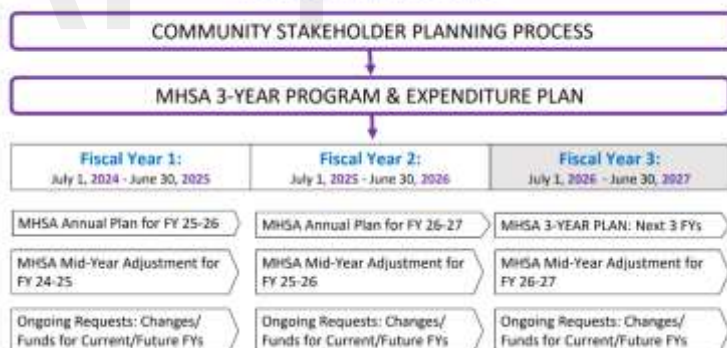 COMMUNITY STAKEHOLDER PLANNING PROCESS
MHSA 3-YEAR PROGRAM & EXPENDITURE PLAN
Fiscal Year 1:
July 1, 2024 - June 30, 2025
Fiscal Year 2:
July 1, 2025 - June 30, 2026
Fiscal Year 3:
July 1, 2026 - June 30, 2027
MHSA Annual Plan for FY 25-26
MHSA Annual Plan for FY 26-27
MHSA 3-YEAR PLAN: Next 3 FYs
MHSA Mid-Year Adjustment for
FY 24-25
MHSA Mid-Year Adjustment for
FY 25-26
MHSA Mid-Year Adjustment for
FY 26-27
Ongoing Requests: Changes/
Funds for Current/Future FYs
Ongoing Requests: Changes/
Funds for Current/Future FYs
Ongoing Requests: Changes/
Funds for Current/Future FYs